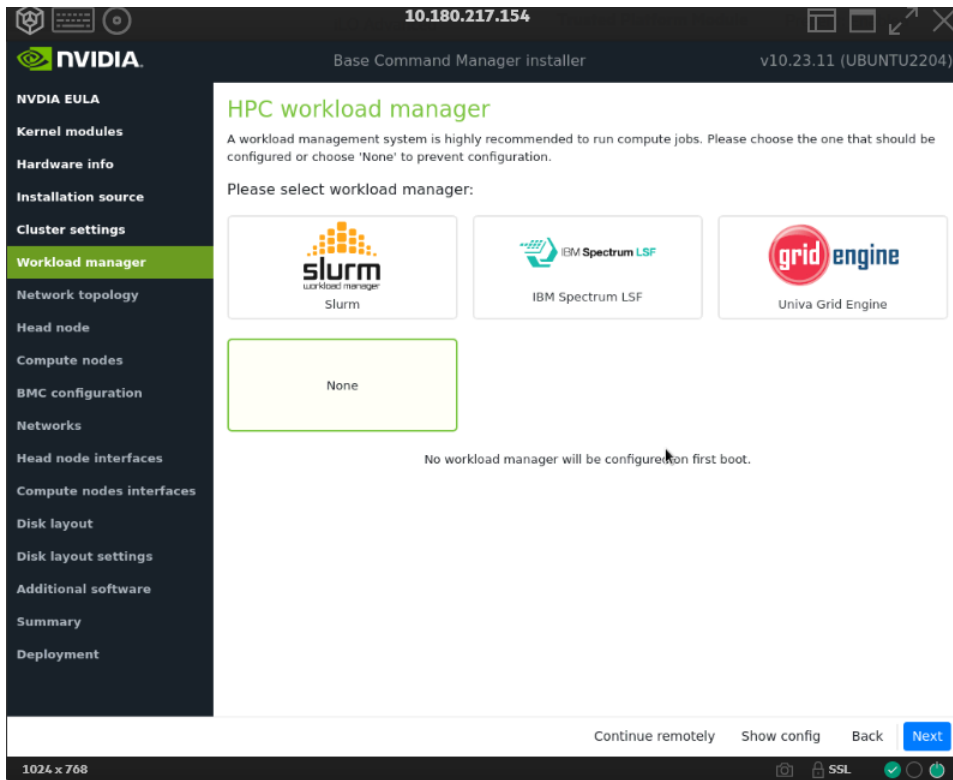 10.180.217.154
NVIDIA.
Base Command Manager installer
v10.23.11 (UBUNTU2204)
NVDIA EULA
Kernel modules
Hardware info
Installation source
Cluster settings
Workload manager
Network topology
Head node
Compute nodes
BMC configuration
Networks
Head node interfaces
Compute nodes interfaces
Disk layout
Disk layout settings
Additional software
Summary
Deployment
HPC workload manager
A workload management system is highly recommended to run compute jobs. Please choose the one that should be
configured or choose 'None' to prevent configuration.
Please select workload manager:
slurm
workload manager
Slurm
IBM Spectrum LSF
IBM Spectrum LSF
grid engine
Univa Grid Engine
None
No workload manager will be configured on first boot.
Continue remotely
Show config
Back
Next
1024 x 768
SSL